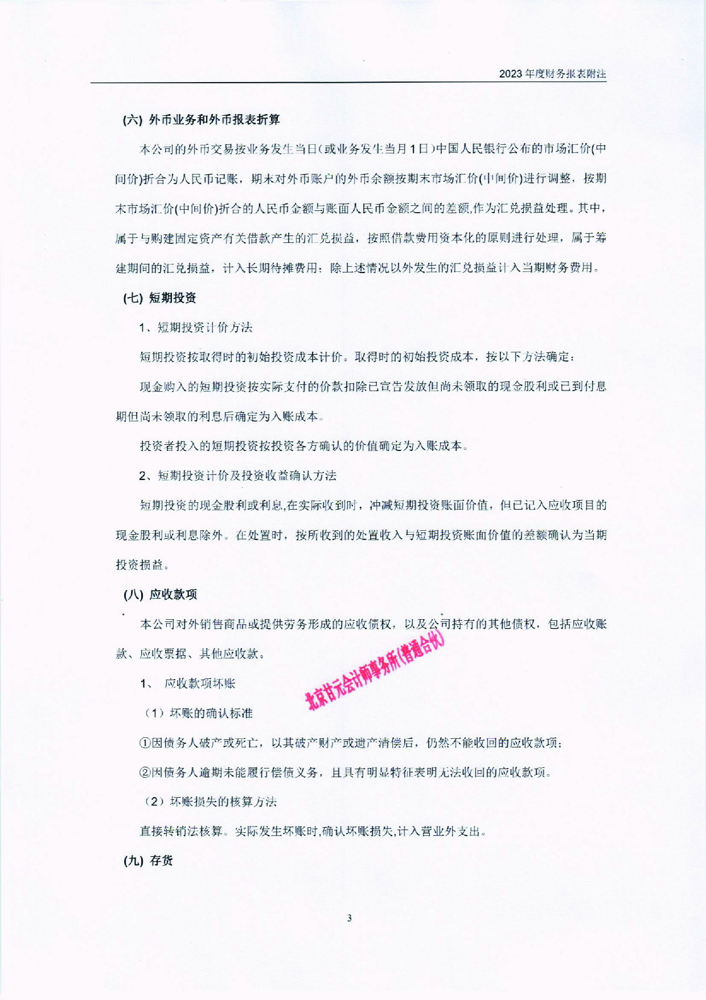 2023 年度财务报表附注
(六) 外币业务和外币报表折算
本公司的外币交易按业务发生当日(或业务发生当月1日)中国人民银行公布的市场汇价(中
间价)折合为人民币记账，期末对外币账户的外币余额按期末市场汇价(中间价)进行调整，按期
末市场汇价(中间价)折合的人民币金额与账面人民币金额之间的差额,作为汇兑损益处理。其中，
属于与购建固定资产有关借款产生的汇兑损益，按照借款费用资本化的原则进行处理，属于筹
建期间的汇兑损益，计入长期待摊费用；除上述情况以外发生的汇兑损益计入当期财务费用。
(七) 短期投资
1、短期投资计价方法
短期投资按取得时的初始投资成本计价。取得时的初始投资成本，按以下方法确定：
现金购入的短期投资按实际支付的价款扣除已宣告发放但尚未领取的现金股利或已到付息
期但尚未领取的利息后确定为入账成本。
投资者投入的短期投资按投资各方确认的价值确定为入账成本。
2、短期投资计价及投资收益确认方法
短期投资的现金股利或利息,在实际收到时，冲减短期投资账面价值，但已记入应收项目的
现金股利或利息除外。在处置时，按所收到的处置收入与短期投资账面价值的差额确认为当期
投资损益。
(八) 应收款项
本公司对外销售商品或提供劳务形成的应收债权，以及公司持有的其他债权，包括应收账
款、应收票据、其他应收款。
北京甘元会计师事务所(普通合伙)
1、 应收款项坏账
（1）坏账的确认标准
①因债务人破产或死亡，以其破产财产或遗产清偿后，仍然不能收回的应收款项；
②因债务人逾期未能履行偿债义务，且具有明显特征表明无法收回的应收款项。
（2）坏账损失的核算方法
直接转销法核算。实际发生坏账时,确认坏账损失,计入营业外支出。
(九) 存货
3